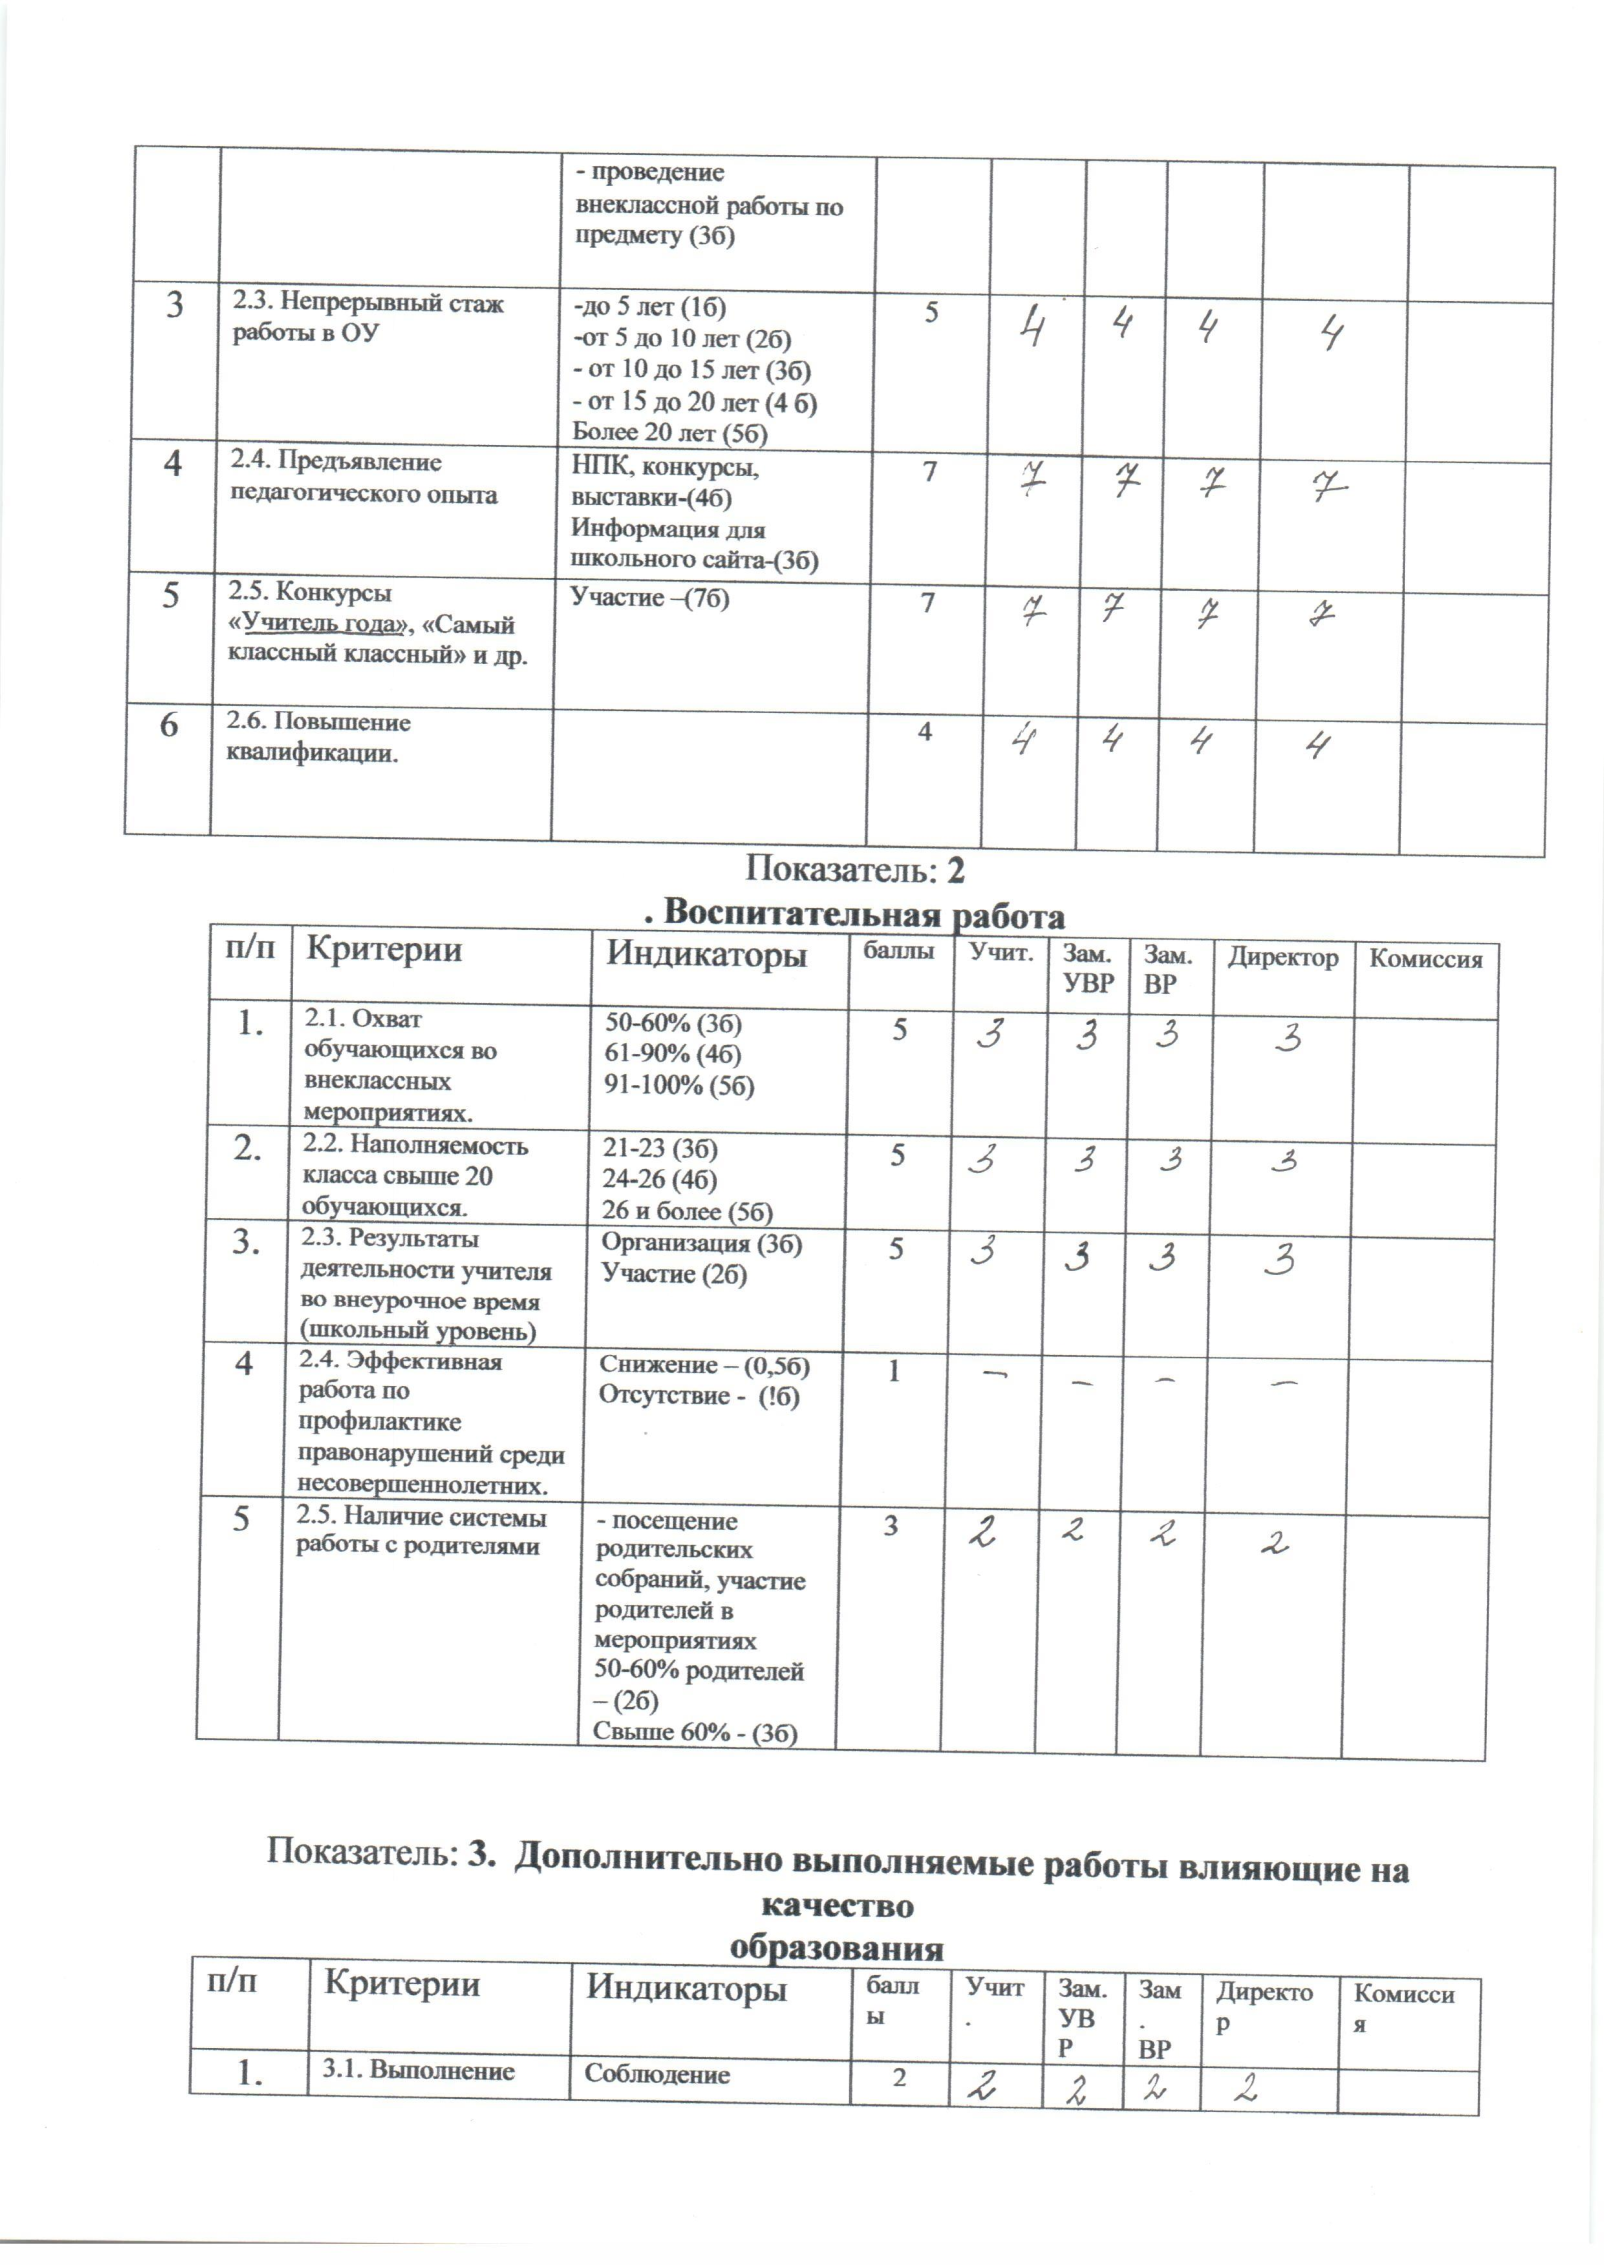 - проведение
внеклассной работы по
предмету (3б)
3
2.3. Непрерывный стаж
работы в ОУ
-до 5 лет (1б)
-от 5 до 10 лет (2б)
- от 10 до 15 лет (3б)
- от 15 до 20 лет (4 б)
Более 20 лет (5б)
5 4 4 4 4
4
2.4. Предъявление
педагогического опыта
НПК, конкурсы,
выставки-(4б)
Информация для
школьного сайта-(3б)
7 7 7 7 7
5
2.5. Конкурсы
«Учитель года», «Самый
классный классный» и др.
Участие –(7б)
7 7 7 7 7
6
2.6. Повышение
квалификации.
4 4 4 4 4
Показатель: 2
. Воспитательная работа
п/п
Критерии
Индикаторы
баллы
Учит.
Зам.
УВР
Зам.
ВР
Директор
Комиссия
1.
2.1. Охват
обучающихся во
внеклассных
мероприятиях.
50-60% (3б)
61-90% (4б)
91-100% (5б)
5 3 3 3 3
2.
2.2. Наполняемость
класса свыше 20
обучающихся.
21-23 (3б)
24-26 (4б)
26 и более (5б)
5 3 3 3 3
3.
2.3. Результаты
деятельности учителя
во внеурочное время
(школьный уровень)
Организация (3б)
Участие (2б)
5 3 3 3 3
4
2.4. Эффективная
работа по
профилактике
правонарушений среди
несовершеннолетних.
Снижение – (0,5б)
Отсутствие - (!б)
1 – – – –
5
2.5. Наличие системы
работы с родителями
- посещение
родительских
собраний, участие
родителей в
мероприятиях
50-60% родителей
– (2б)
Свыше 60% - (3б)
3 2 2 2 2
Показатель: 3. Дополнительно выполняемые работы влияющие на
качество
образования
п/п
Критерии
Индикаторы
балл
ы
Учит
.
Зам.
УВ
Р
Зам
.
ВР
Директо
р
Комисси
я
1.
3.1. Выполнение
Соблюдение
2 2 2 2 2